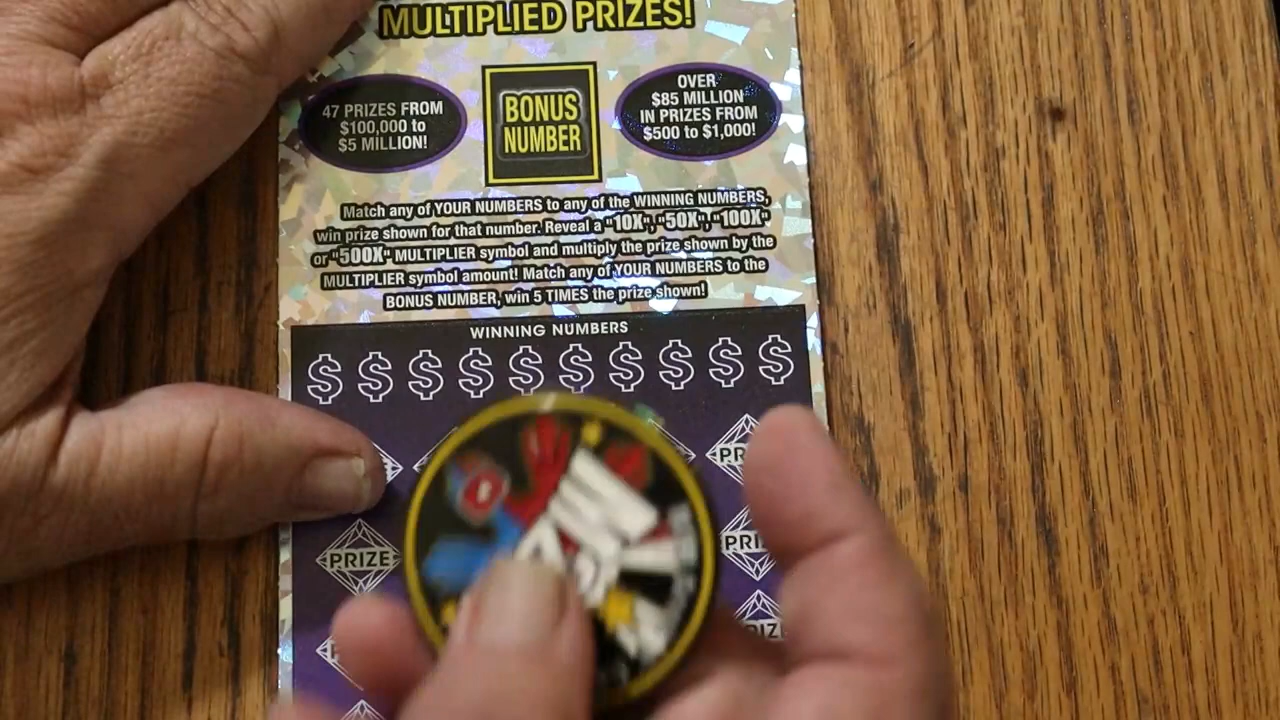 MULTIPLIED PRIZES!
47 PRIZES FROM
$100,000 to
$5 MILLION!
BONUS
NUMBER
OVER
$85 MILLION
IN PRIZES FROM
$500 to $1,000!
Match any of YOUR NUMBERS to any of the WINNING NUMBERS,
win prize shown for that number. Reveal a "10X", "50X", "100X"
or "500X" MULTIPLIER symbol and multiply the prize shown by the
MULTIPLIER symbol amount! Match any of YOUR NUMBERS to the
BONUS NUMBER, win 5 TIMES the prize shown!
WINNING NUMBERS
$ $ $ $ $ $ $ $ $ $
PRIZE